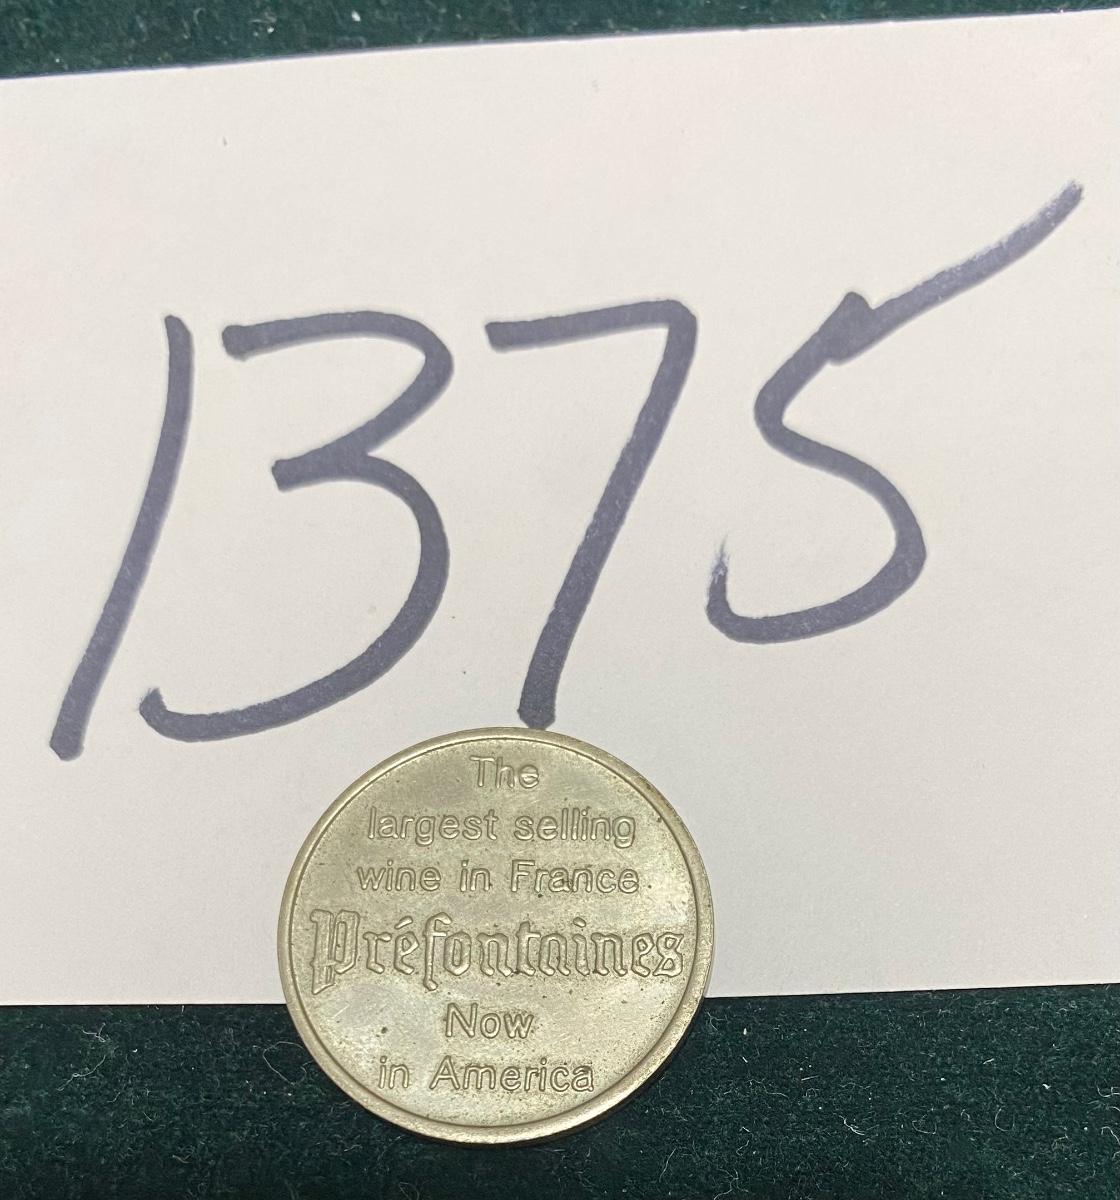 1375
The
largest selling
wine in France
Préfontaines
Now
in America